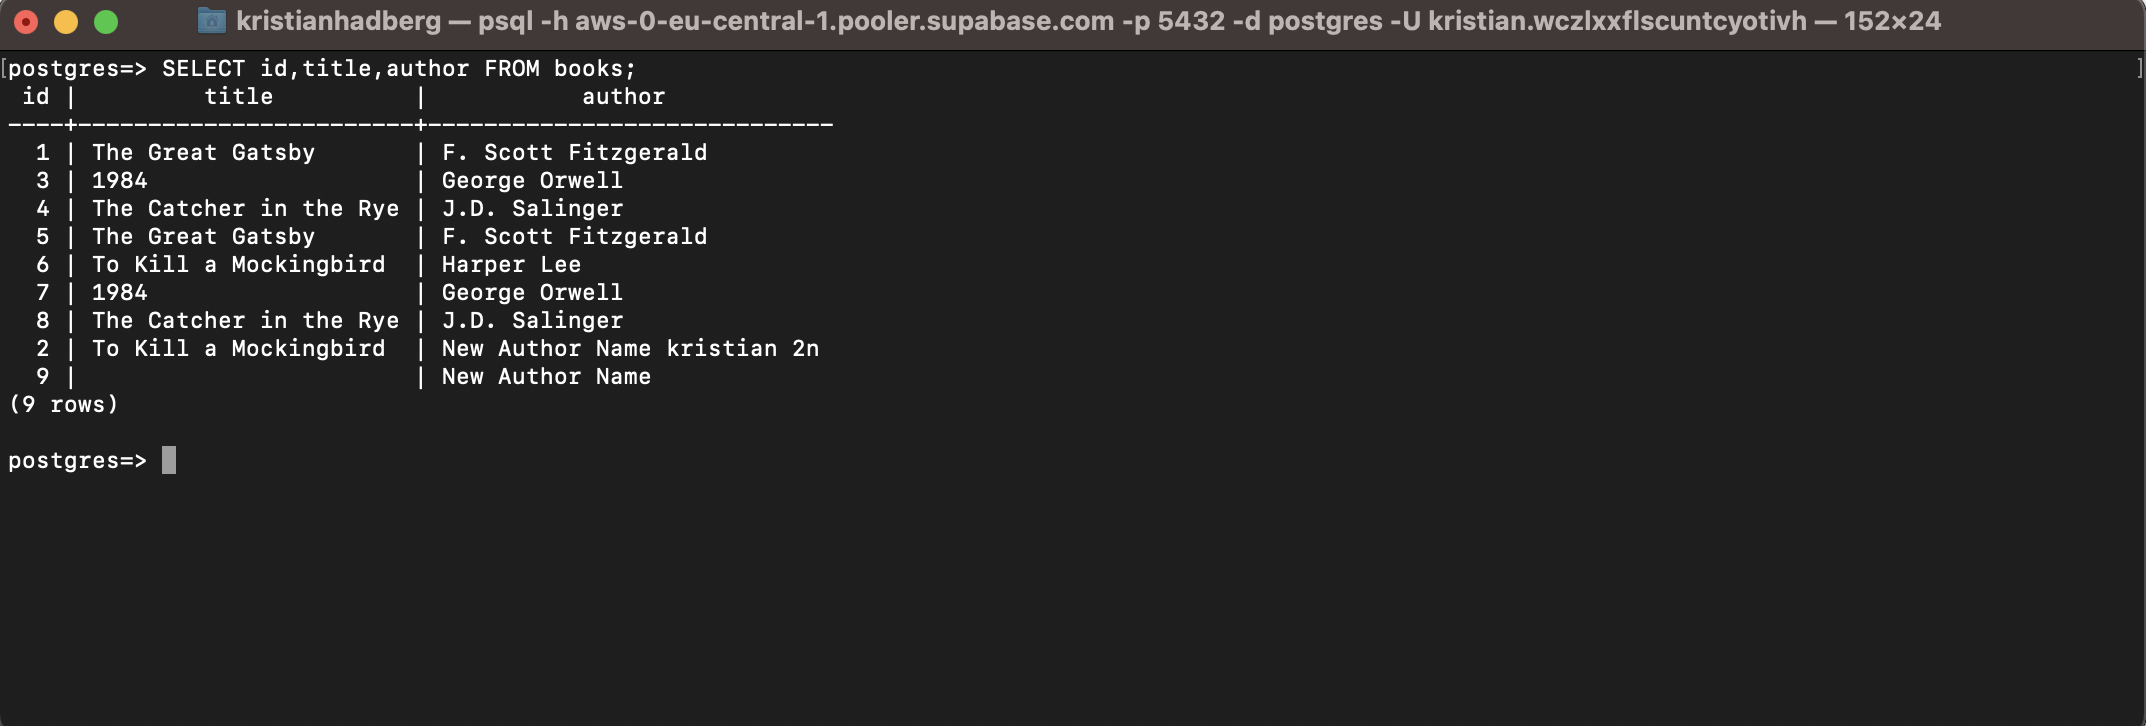 kristianhadberg — psql -h aws-0-eu-central-1.pooler.supabase.com -p 5432 -d postgres -U kristian.wczlxxflscuntcyotivh — 152×24
[postgres=> SELECT id,title,author FROM books; ]
 id |         title          |           author
----+------------------------+-----------------------------
  1 | The Great Gatsby       | F. Scott Fitzgerald
  3 | 1984                   | George Orwell
  4 | The Catcher in the Rye | J.D. Salinger
  5 | The Great Gatsby       | F. Scott Fitzgerald
  6 | To Kill a Mockingbird  | Harper Lee
  7 | 1984                   | George Orwell
  8 | The Catcher in the Rye | J.D. Salinger
  2 | To Kill a Mockingbird  | New Author Name kristian 2n
  9 |                        | New Author Name
(9 rows)
postgres=>